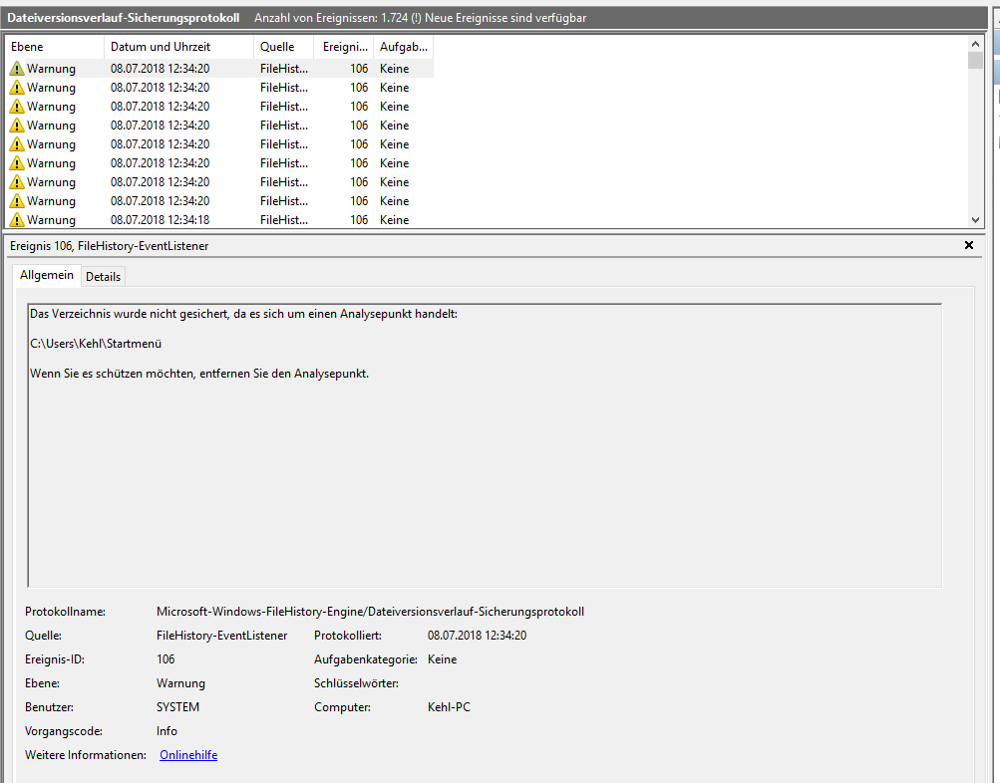 Dateiversionsverlauf-Sicherungsprotokoll Anzahl von Ereignissen: 1.724 (!) Neue Ereignisse sind verfügbar
Ebene Datum und Uhrzeit Quelle Ereigni... Aufgab...
Warnung 08.07.2018 12:34:20 FileHist... 106 Keine
Warnung 08.07.2018 12:34:20 FileHist... 106 Keine
Warnung 08.07.2018 12:34:20 FileHist... 106 Keine
Warnung 08.07.2018 12:34:20 FileHist... 106 Keine
Warnung 08.07.2018 12:34:20 FileHist... 106 Keine
Warnung 08.07.2018 12:34:20 FileHist... 106 Keine
Warnung 08.07.2018 12:34:20 FileHist... 106 Keine
Warnung 08.07.2018 12:34:20 FileHist... 106 Keine
Warnung 08.07.2018 12:34:18 FileHist... 106 Keine
Ereignis 106, FileHistory-EventListener
Allgemein Details
Das Verzeichnis wurde nicht gesichert, da es sich um einen Analysepunkt handelt:
C:\Users\Kehl\Startmenü
Wenn Sie es schützen möchten, entfernen Sie den Analysepunkt.
Protokollname: Microsoft-Windows-FileHistory-Engine/Dateiversionsverlauf-Sicherungsprotokoll
Quelle: FileHistory-EventListener Protokolliert: 08.07.2018 12:34:20
Ereignis-ID: 106 Aufgabenkategorie: Keine
Ebene: Warnung Schlüsselwörter:
Benutzer: SYSTEM Computer: Kehl-PC
Vorgangscode: Info
Weitere Informationen: Onlinehilfe